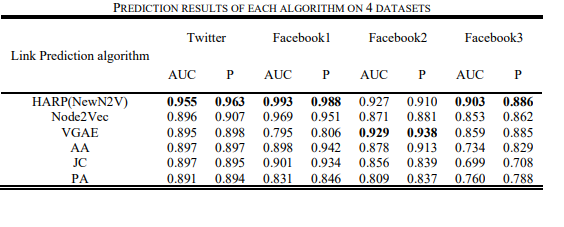 PREDICTION RESULTS OF EACH ALGORITHM ON 4 DATASETS
Link Prediction algorithm Twitter Facebook1 Facebook2 Facebook3
AUC P AUC P AUC P AUC P
HARP(NewN2V) 0.955 0.963 0.993 0.988 0.927 0.910 0.903 0.886
Node2Vec 0.896 0.907 0.969 0.951 0.871 0.881 0.853 0.862
VGAE 0.895 0.898 0.795 0.806 0.929 0.938 0.859 0.885
AA 0.897 0.897 0.898 0.942 0.878 0.913 0.734 0.829
JC 0.897 0.895 0.901 0.934 0.856 0.839 0.699 0.708
PA 0.891 0.894 0.831 0.846 0.809 0.837 0.760 0.788